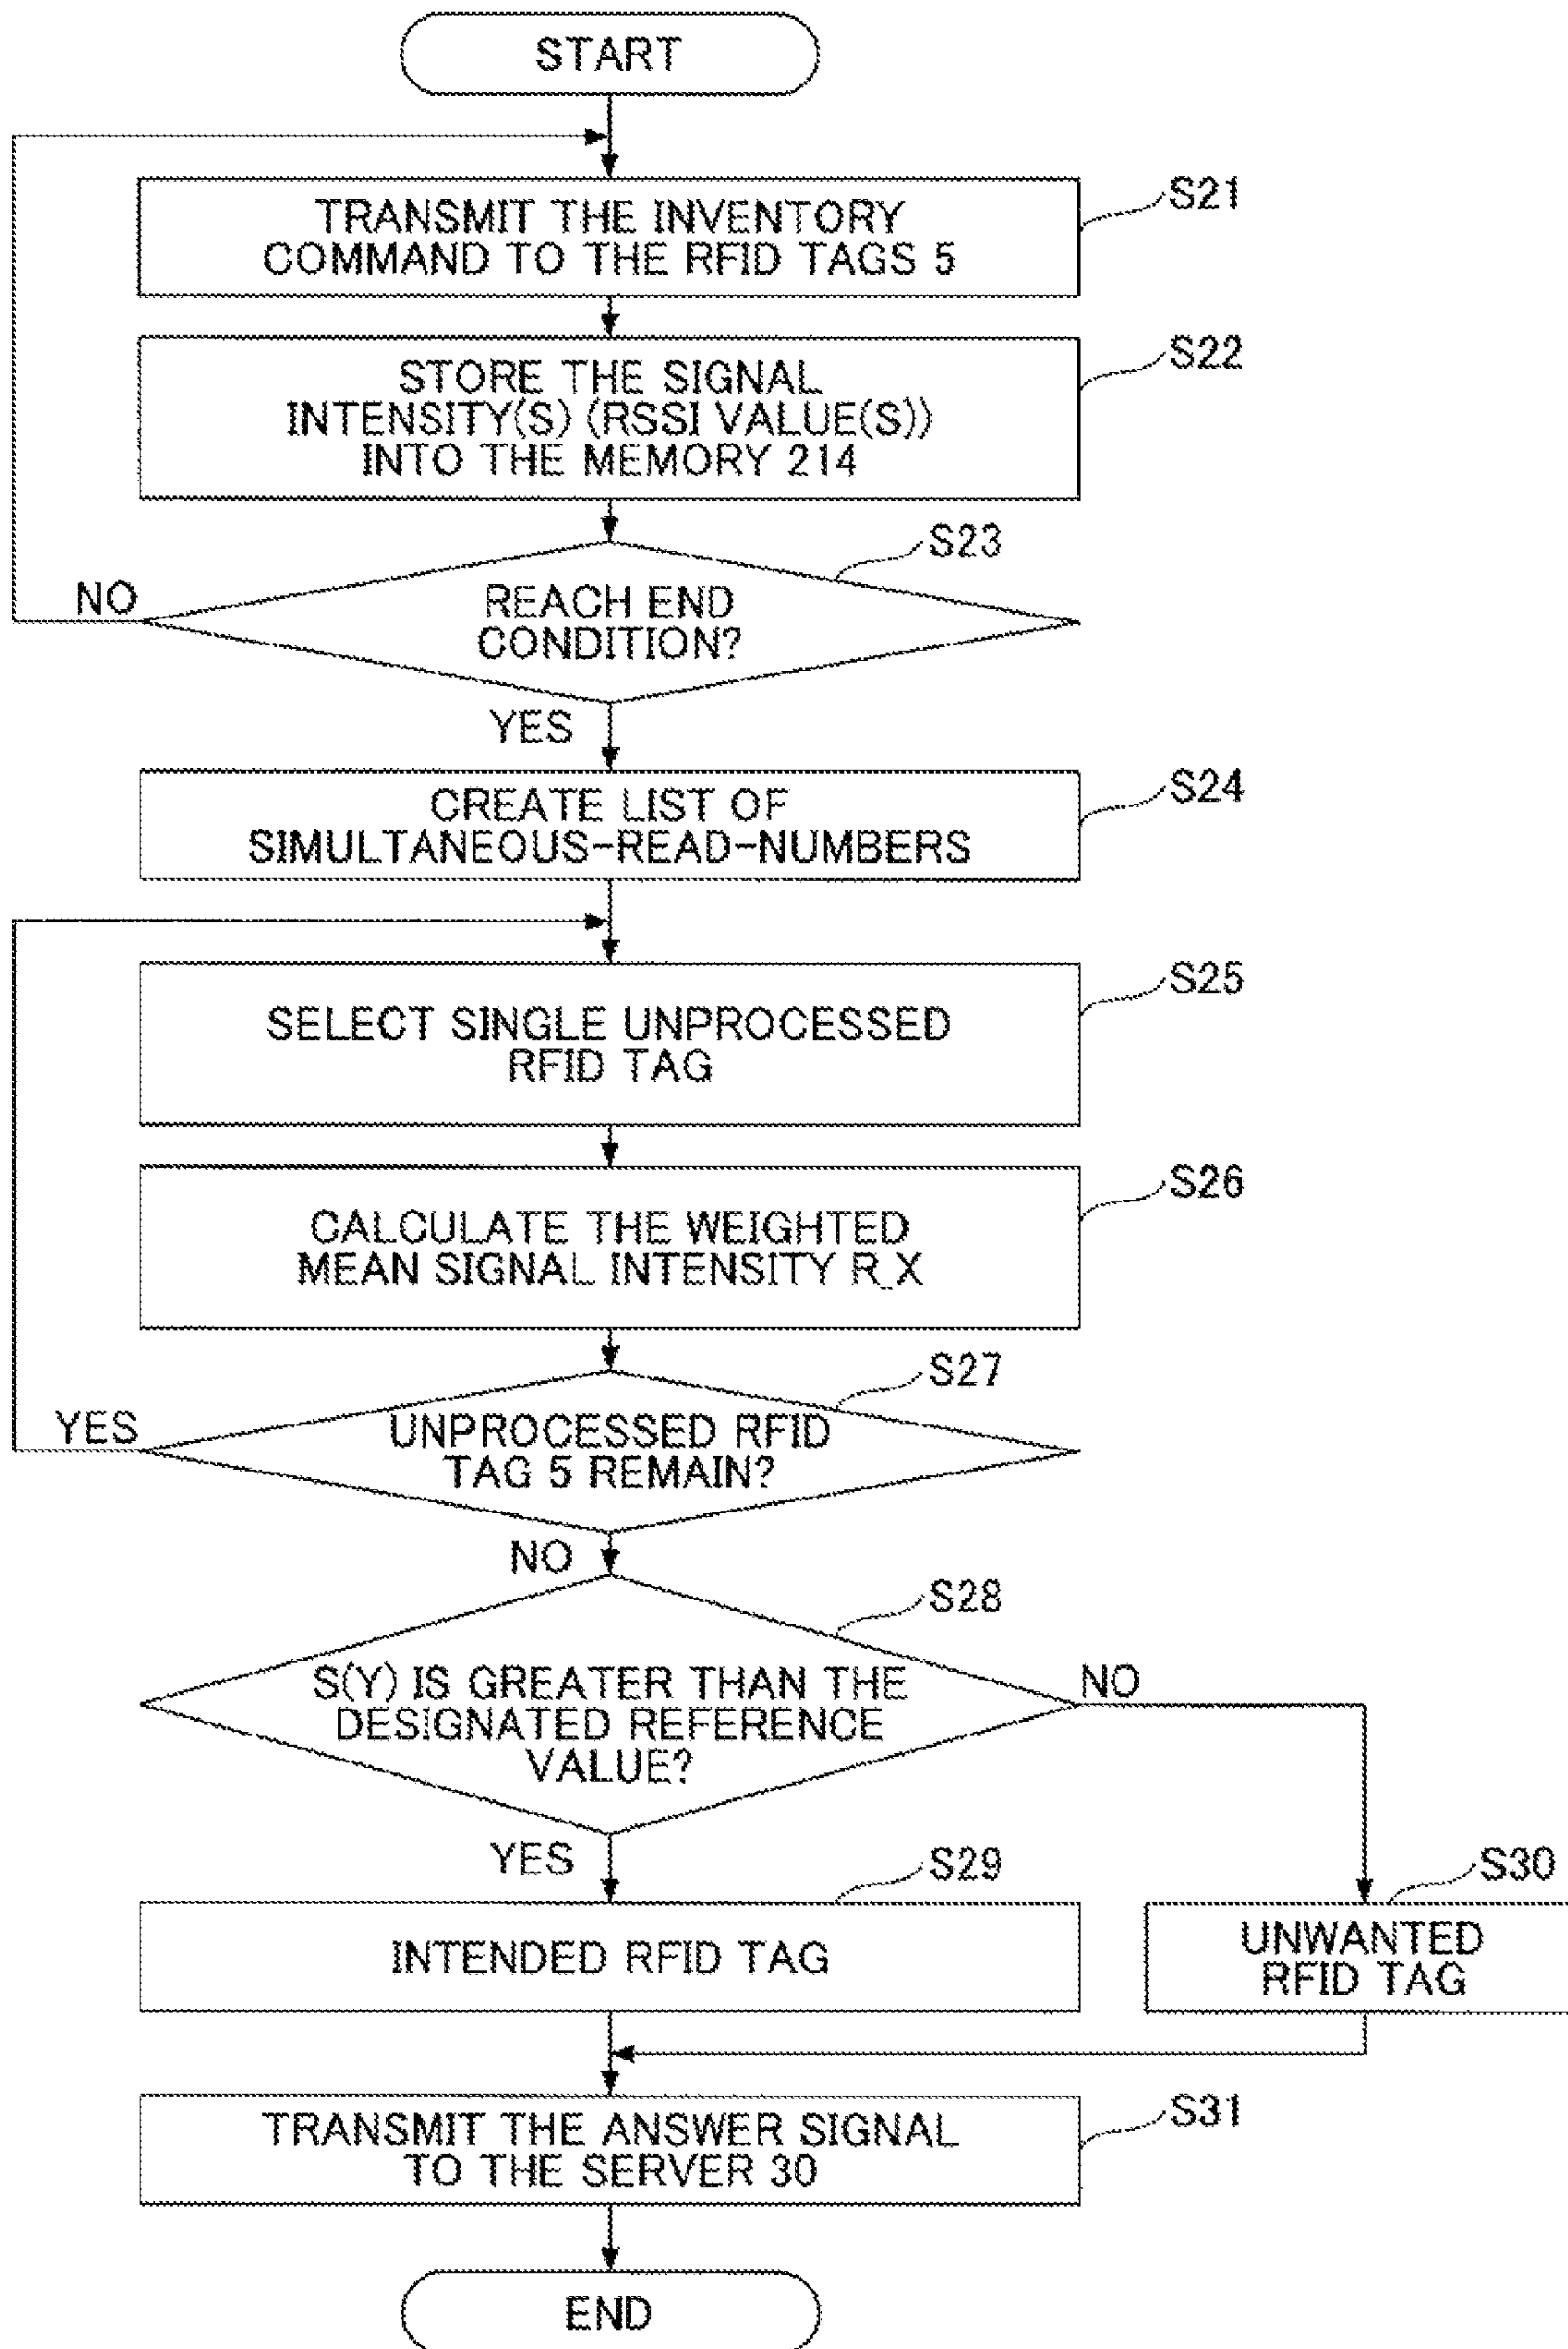 START
S21
TRANSMIT THE INVENTORY
COMMAND TO THE RFID TAGS 5
S22
STORE THE SIGNAL
INTENSITY(S) (RSSI VALUE(S))
INTO THE MEMORY 214
S23
NO
REACH END
CONDITION?
YES
S24
CREATE LIST OF
SIMULTANEOUS-READ-NUMBERS
S25
SELECT SINGLE UNPROCESSED
RFID TAG
S26
CALCULATE THE WEIGHTED
MEAN SIGNAL INTENSITY R_X
S27
YES
UNPROCESSED RFID
TAG 5 REMAIN?
NO
S28
S(Y) IS GREATER THAN THE
DESIGNATED REFERENCE
VALUE?
NO
YES
S29
S30
INTENDED RFID TAG
UNWANTED
RFID TAG
S31
TRANSMIT THE ANSWER SIGNAL
TO THE SERVER 30
END